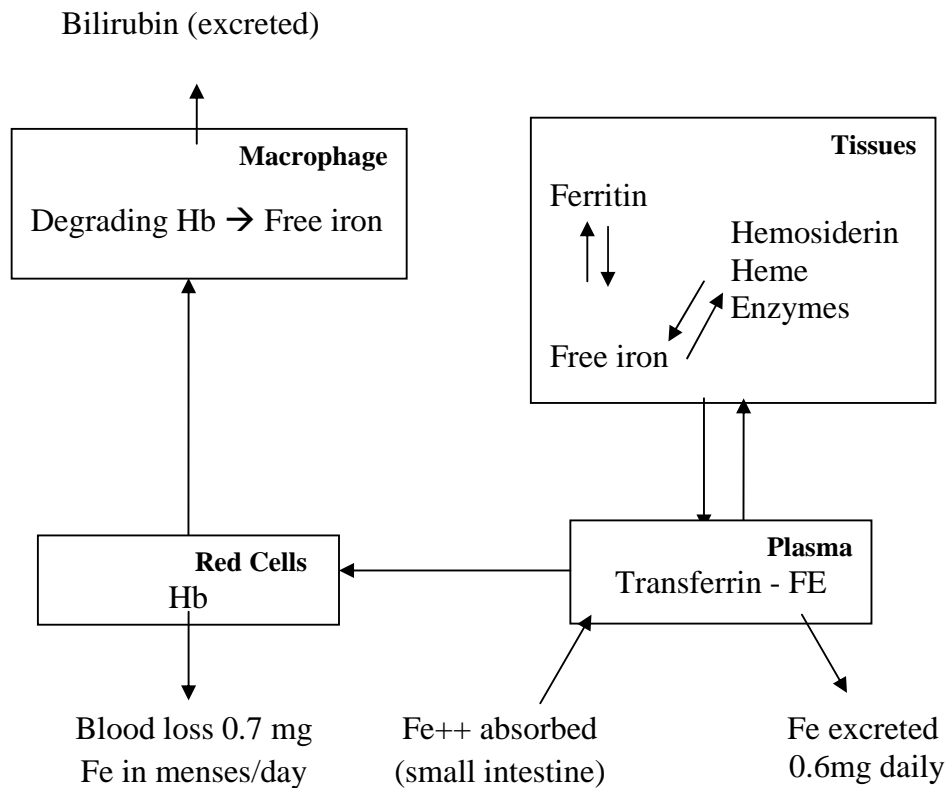 Bilirubin (excreted)
Macrophage
Degrading Hb → Free iron
Tissues
Ferritin
Hemosiderin
Heme
Enzymes
Free iron
Red Cells
Hb
Plasma
Transferrin - FE
Blood loss 0.7 mg
Fe in menses/day
Fe++ absorbed
(small intestine)
Fe excreted
0.6mg daily